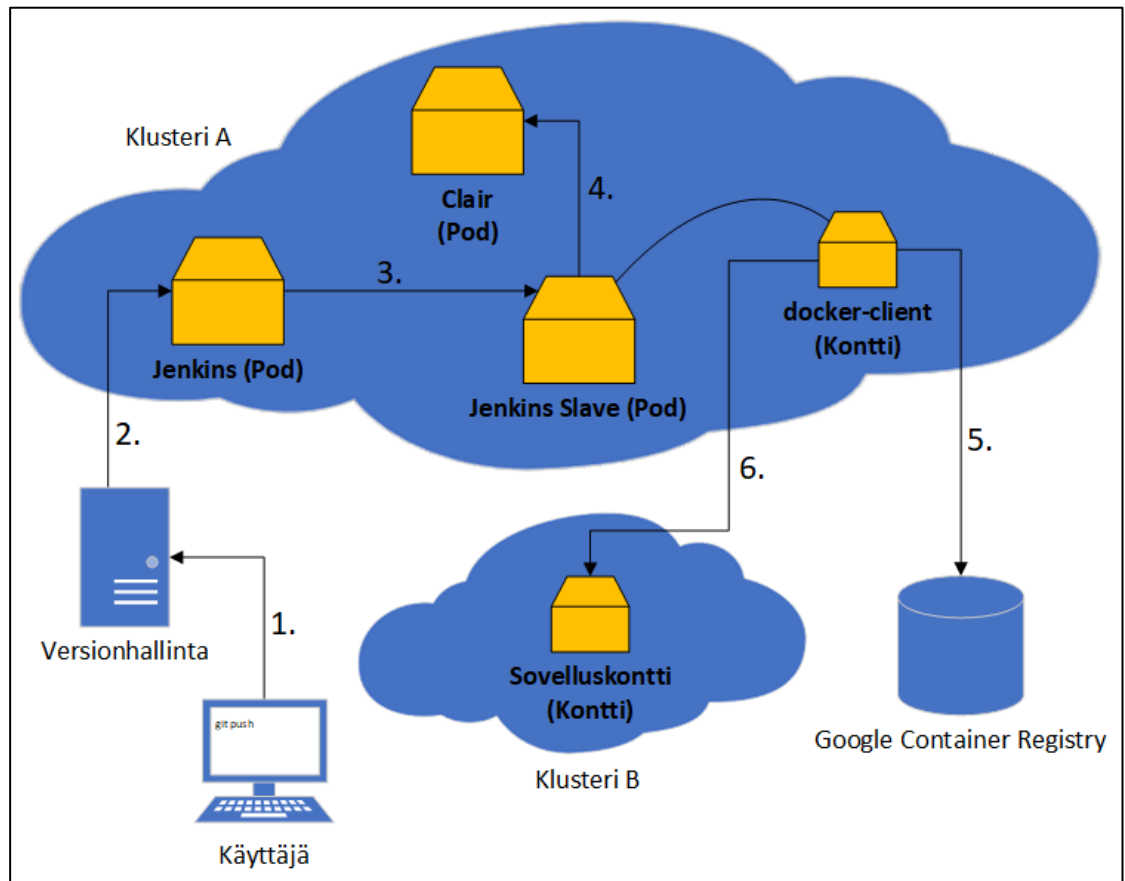 Klusteri A
Clair
(Pod)
4.
3.
docker-client
(Kontti)
Jenkins (Pod)
Jenkins Slave (Pod)
2.
5.
6.
1.
Versionhallinta
Sovelluskontti
(Kontti)
git push
Google Container Registry
Klusteri B
Käyttäjä